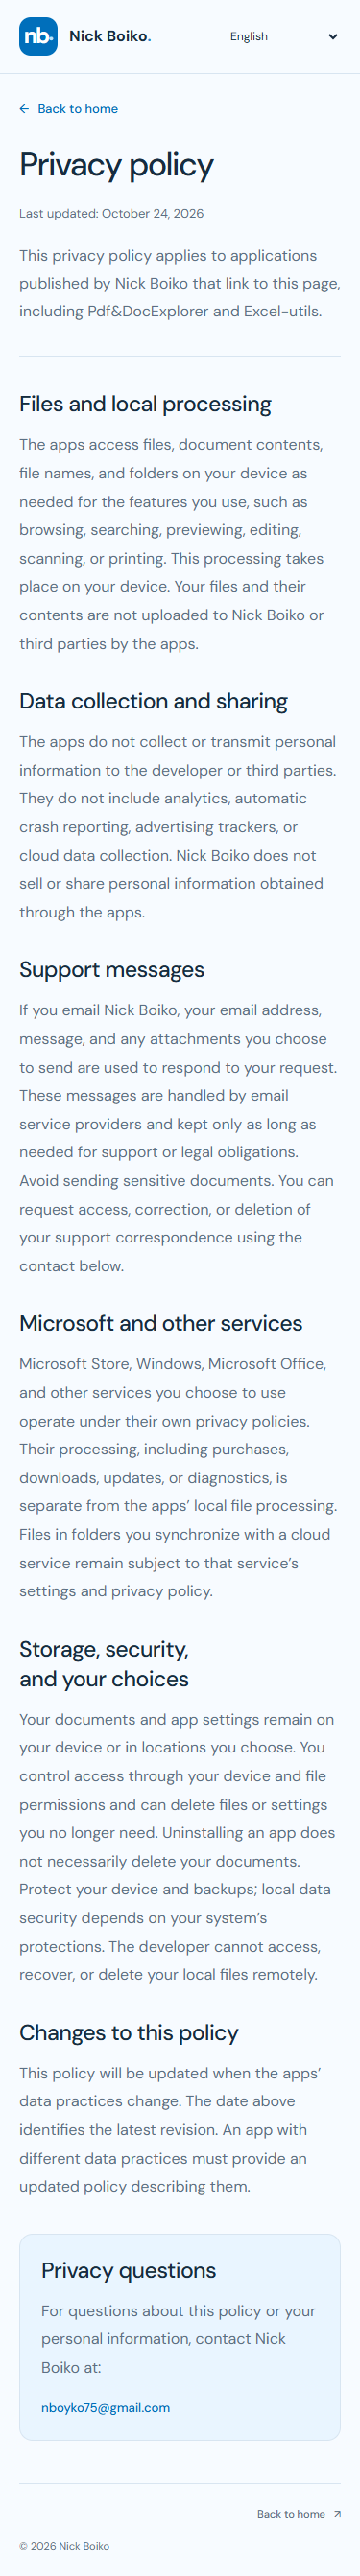 nb.
Nick Boiko.
English
← Back to home
Privacy policy
Last updated: October 24, 2026
This privacy policy applies to applications
published by Nick Boiko that link to this page,
including Pdf&DocExplorer and Excel-utils.
Files and local processing
The apps access files, document contents,
file names, and folders on your device as
needed for the features you use, such as
browsing, searching, previewing, editing,
scanning, or printing. This processing takes
place on your device. Your files and their
contents are not uploaded to Nick Boiko or
third parties by the apps.
Data collection and sharing
The apps do not collect or transmit personal
information to the developer or third parties.
They do not include analytics, automatic
crash reporting, advertising trackers, or
cloud data collection. Nick Boiko does not
sell or share personal information obtained
through the apps.
Support messages
If you email Nick Boiko, your email address,
message, and any attachments you choose
to send are used to respond to your request.
These messages are handled by email
service providers and kept only as long as
needed for support or legal obligations.
Avoid sending sensitive documents. You can
request access, correction, or deletion of
your support correspondence using the
contact below.
Microsoft and other services
Microsoft Store, Windows, Microsoft Office,
and other services you choose to use
operate under their own privacy policies.
Their processing, including purchases,
downloads, updates, or diagnostics, is
separate from the apps’ local file processing.
Files in folders you synchronize with a cloud
service remain subject to that service’s
settings and privacy policy.
Storage, security,
and your choices
Your documents and app settings remain on
your device or in locations you choose. You
control access through your device and file
permissions and can delete files or settings
you no longer need. Uninstalling an app does
not necessarily delete your documents.
Protect your device and backups; local data
security depends on your system’s
protections. The developer cannot access,
recover, or delete your local files remotely.
Changes to this policy
This policy will be updated when the apps’
data practices change. The date above
identifies the latest revision. An app with
different data practices must provide an
updated policy describing them.
Privacy questions
For questions about this policy or your
personal information, contact Nick
Boiko at:
nboyko75@gmail.com
Back to home ↗
© 2026 Nick Boiko